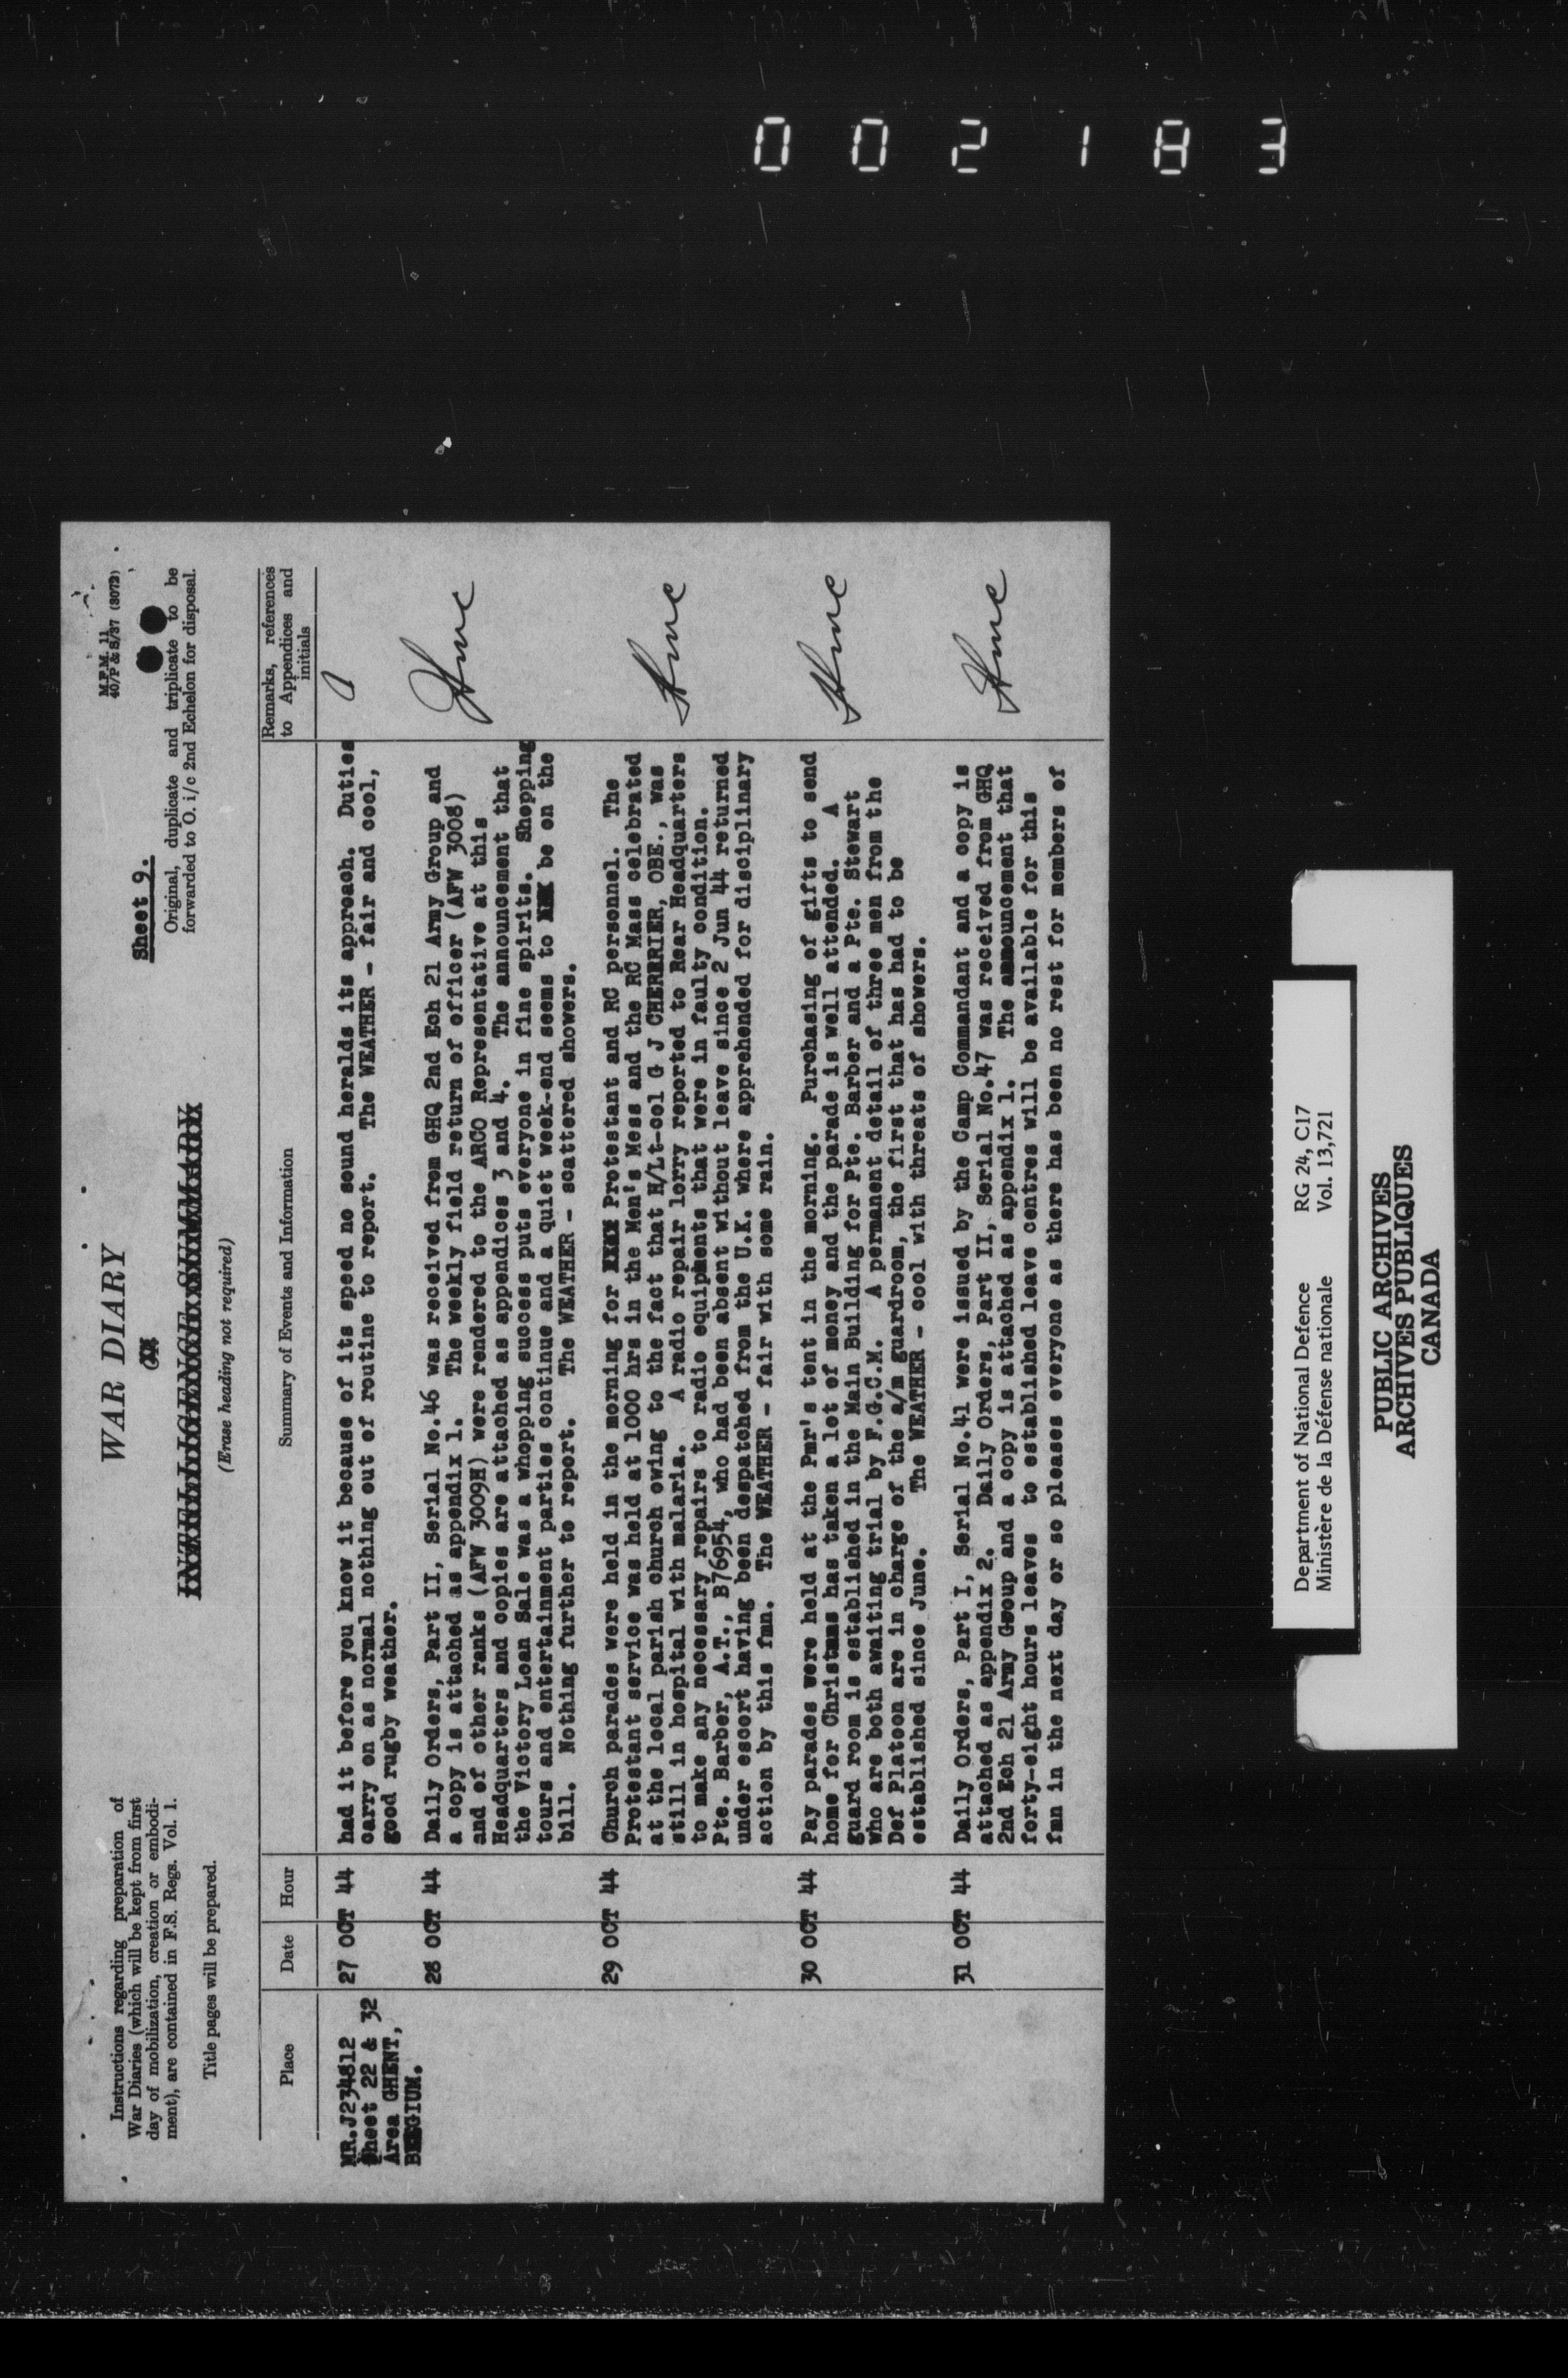 Instructions regarding preparation of
War Diaries (which will be kept from first
day of mobilization, creation or embodi-
ment), are contained in F.S. Regs. Vol. 1.
Title pages will be prepared.
WAR DIARY
OR
INTELLIGENCE SUMMARY
(Erase heading not required)
Sheet 9.
M.F.M. 11
40/P & S/37 (3072)
Original, duplicate and triplicate to be
forwarded to O. i/c 2nd Echelon for disposal.
Place
Date
Hour
Summary of Events and Information
Remarks, references
to Appendices and
initials
MR.J234812
Sheet 22 & 32
Area GHENT,
BELGIUM.
27 OCT 44
had it before you know it because of its speed no sound heralds its approach. Duties
carry on as normal nothing out of routine to report. The WEATHER - fair and cool,
good rugby weather.
28 OCT 44
Daily Orders, Part II, Serial No.46 was received from GHQ 2nd Ech 21 Army Group and
a copy is attached as appendix 1. The weekly field return of officer (AFW 3008)
and of other ranks (AFW 3009H) were rendered to the ARCO Representative at this
Headquarters and copies are attached as appendices 3 and 4. The announcement that
the Victory Loan Sale was a whopping success puts everyone in fine spirits. Shopping
tours and entertainment parties continue and a quiet week-end seems to be on the
bill. Nothing further to report. The WEATHER - scattered showers.
Hmc
29 OCT 44
Church parades were held in the morning for Protestant and RC personnel. The
Protestant service was held at 1000 hrs in the Men's Mess and the RC Mass celebrated
at the local parish church owing to the fact that H/Lt-col G J CHERRIER, OBE., was
still in hospital with malaria. A radio repair lorry reported to Rear Headquarters
to make any necessary repairs to radio equipments that were in faulty condition.
Pte. Barber, A.T., B76954, who had been absent without leave since 2 Jun 44 returned
under escort having been despatched from the U.K. where apprehended for disciplinary
action by this fmn. The WEATHER - fair with some rain.
Hmc
30 OCT 44
Pay parades were held at the Pmr's tent in the morning. Purchasing of gifts to send
home for Christmas has taken a lot of money and the parade is well attended. A
guard room is established in the Main Building for Pte. Barber and a Pte. Stewart
who are both awaiting trial by F.G.C.M. A permanent detail of three men from the
Def Platoon are in charge of the a/m guardroom, the first that has had to be
established since June. The WEATHER - cool with threats of showers.
Hmc
31 OCT 44
Daily Orders, Part I, Serial No.41 were issued by the Camp Commandant and a copy is
attached as appendix 2. Daily Orders, Part II, Serial No.47 was received from GHQ
2nd Ech 21 Army Group and a copy is attached as appendix 1. The announcement that
forty-eight hours leaves to established leave centres will be available for this
fmn in the next day or so pleases everyone as there has been no rest for members of
Hmc
002183
Department of National Defence
Ministère de la Défense nationale
RG 24, C17
Vol. 13,721
PUBLIC ARCHIVES
ARCHIVES PUBLIQUES
CANADA